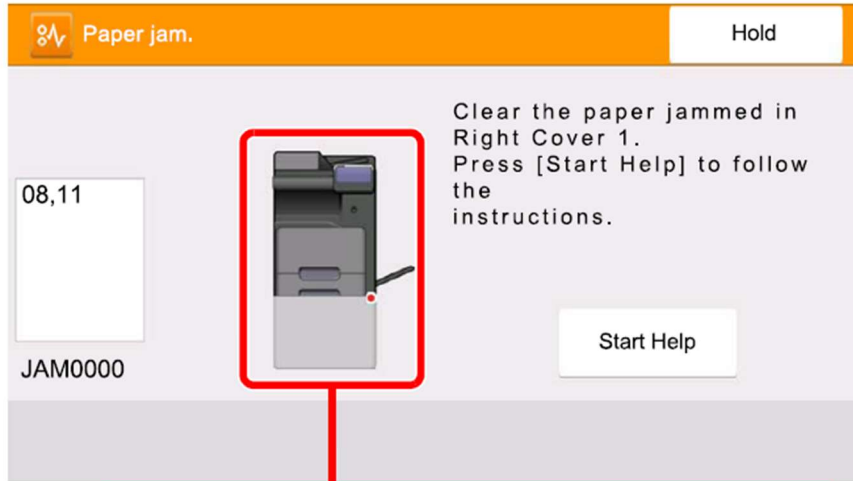 Paper jam.
Hold
Clear the paper jammed in
Right Cover 1.
Press [Start Help] to follow
the
instructions.
08,11
JAM0000
Start Help